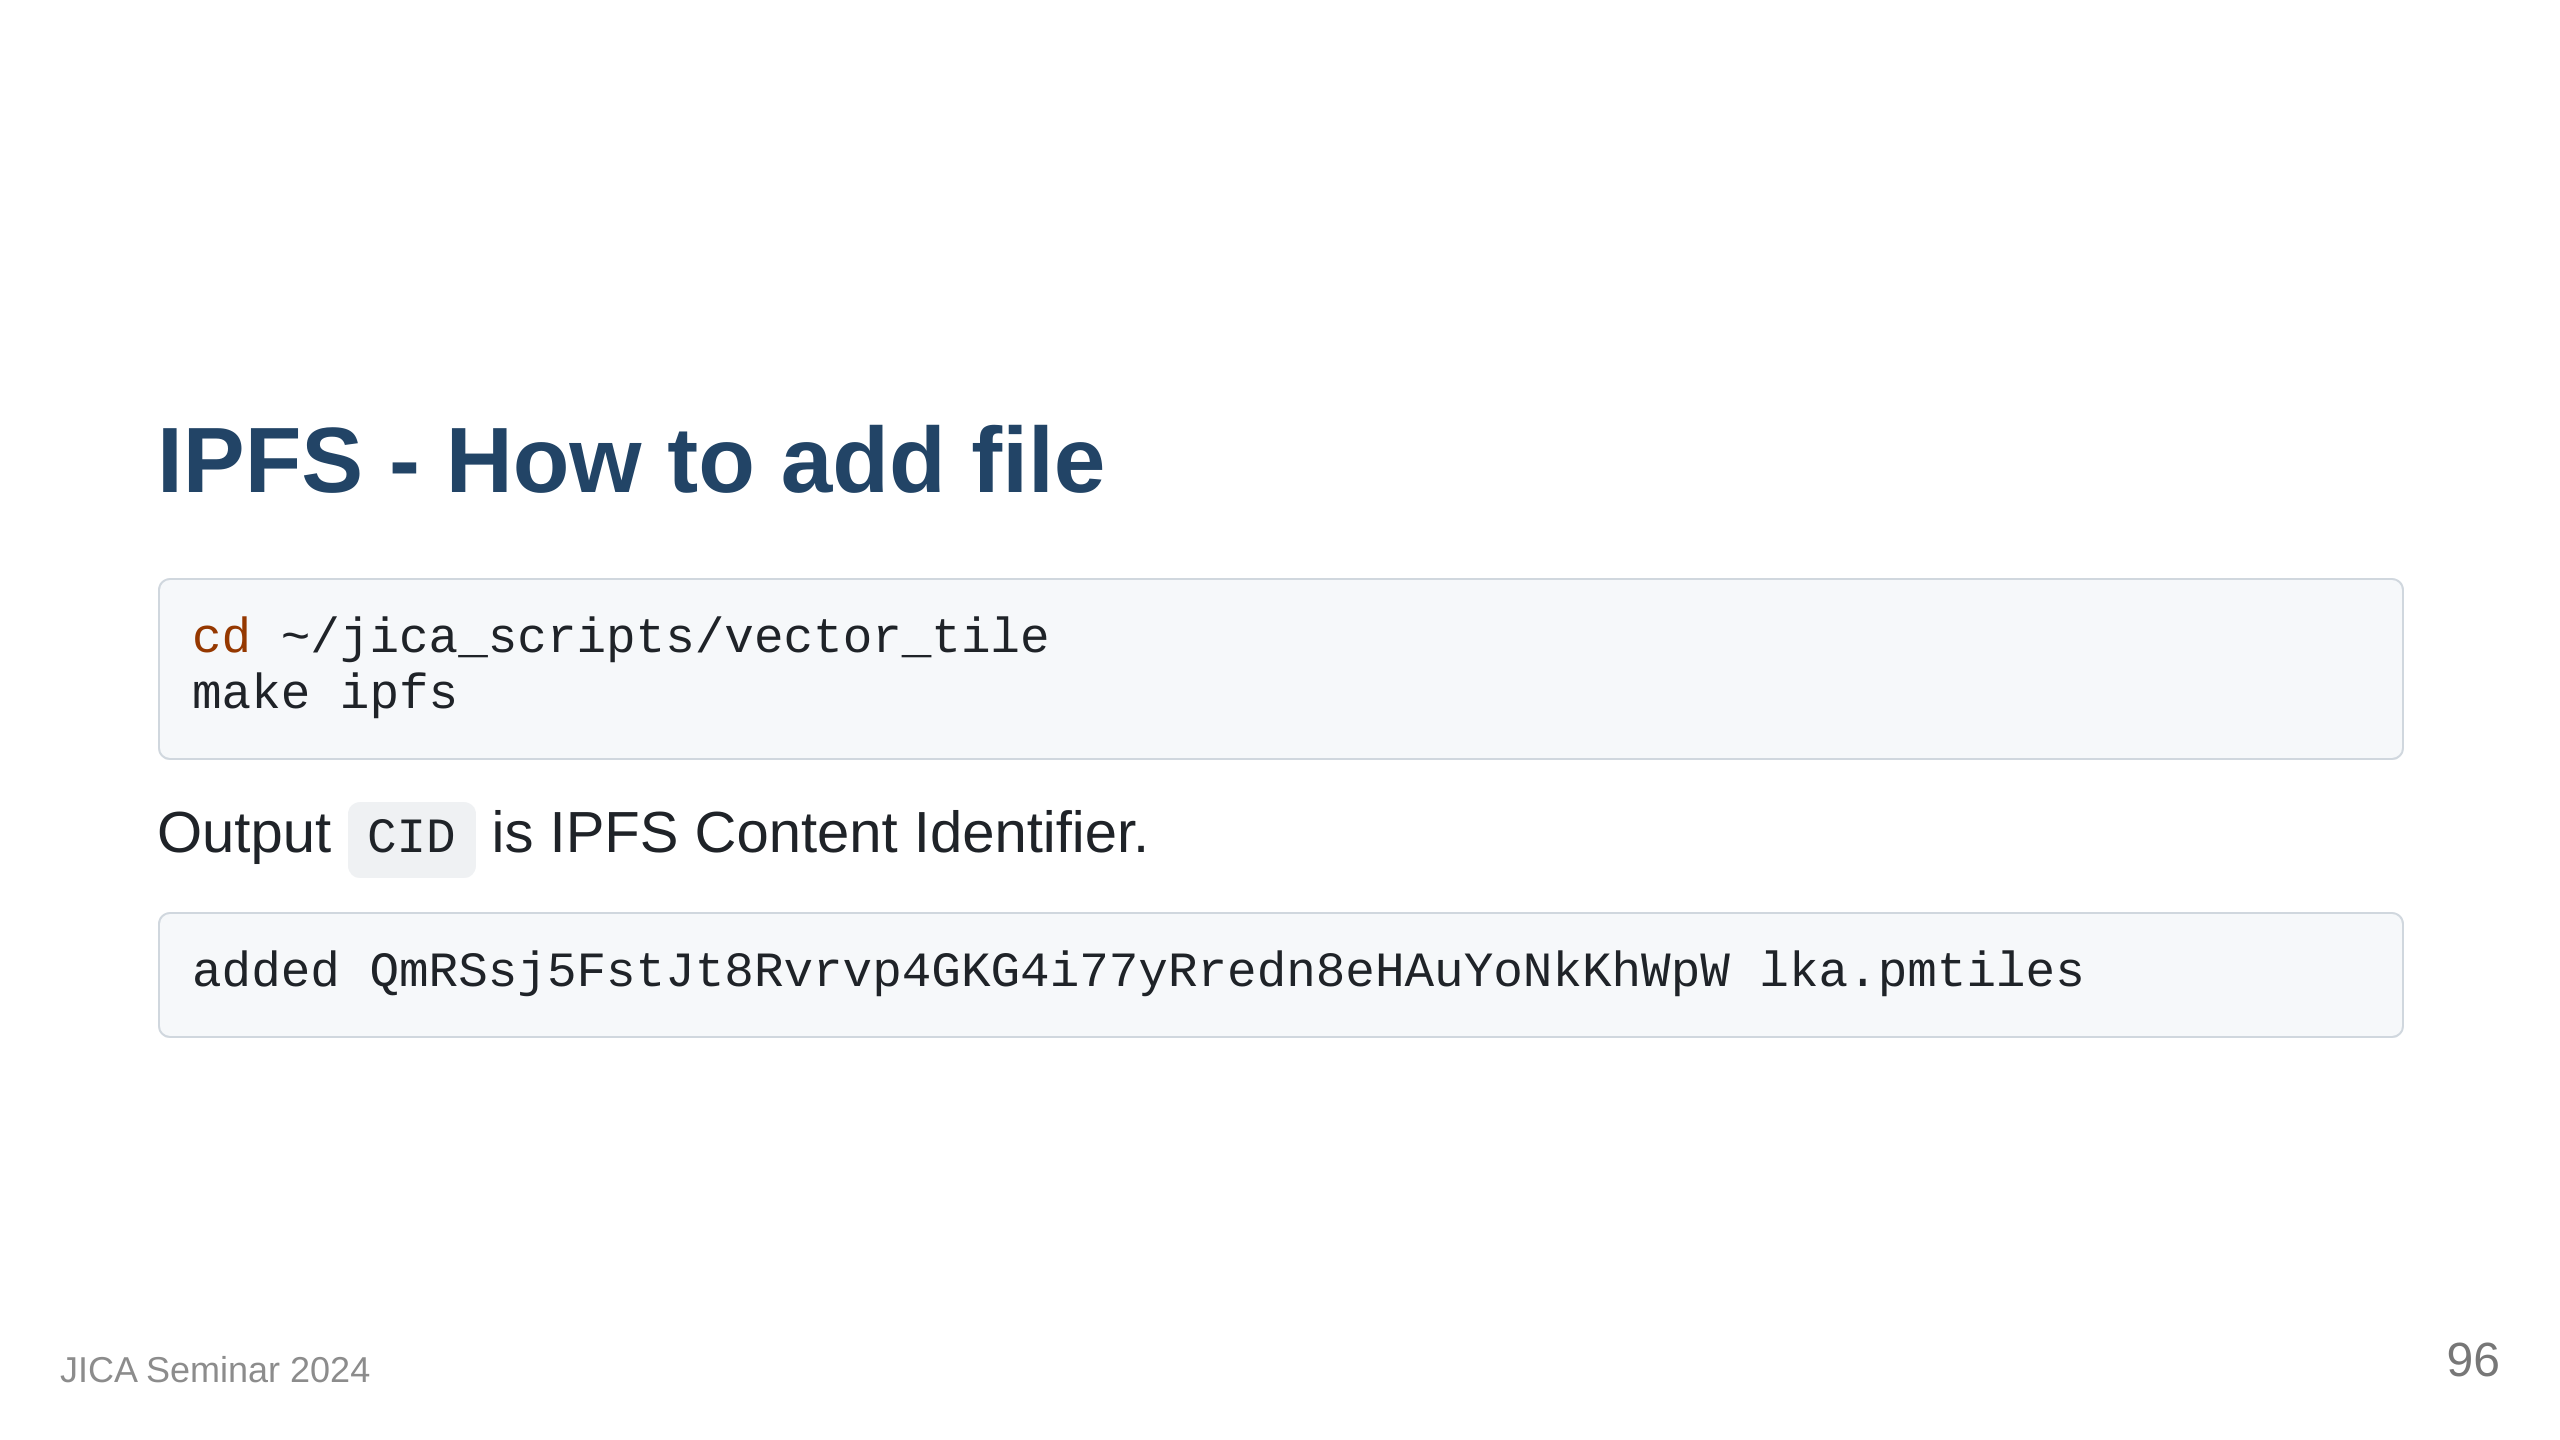 IPFS - How to add file
cd ~/jica_scripts/vector_tile
make ipfs
Output CID is IPFS Content Identifier.
added QmRSsj5FstJt8Rvrvp4GKG4i77yRredn8eHAuYoNkKhWpW lka.pmtiles
JICA Seminar 2024
96